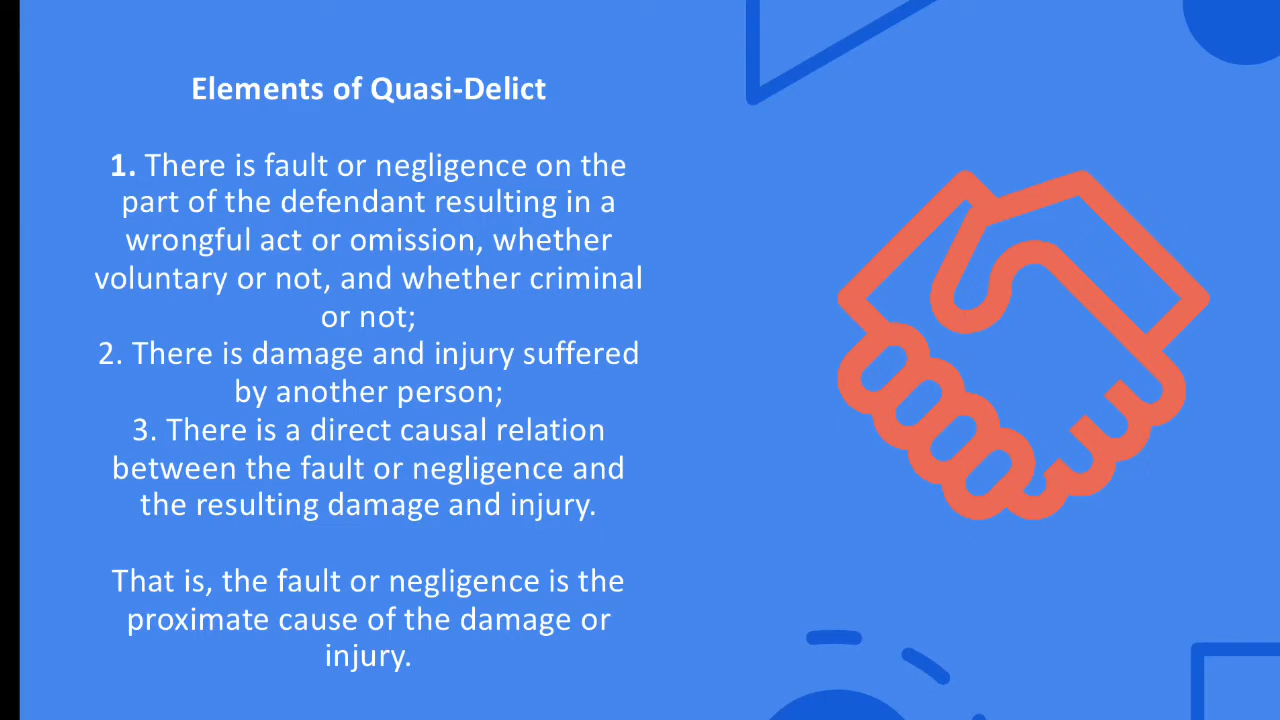 Elements of Quasi-Delict
1. There is fault or negligence on the
part of the defendant resulting in a
wrongful act or omission, whether
voluntary or not, and whether criminal
or not;
2. There is damage and injury suffered
by another person;
3. There is a direct causal relation
between the fault or negligence and
the resulting damage and injury.
That is, the fault or negligence is the
proximate cause of the damage or
injury.